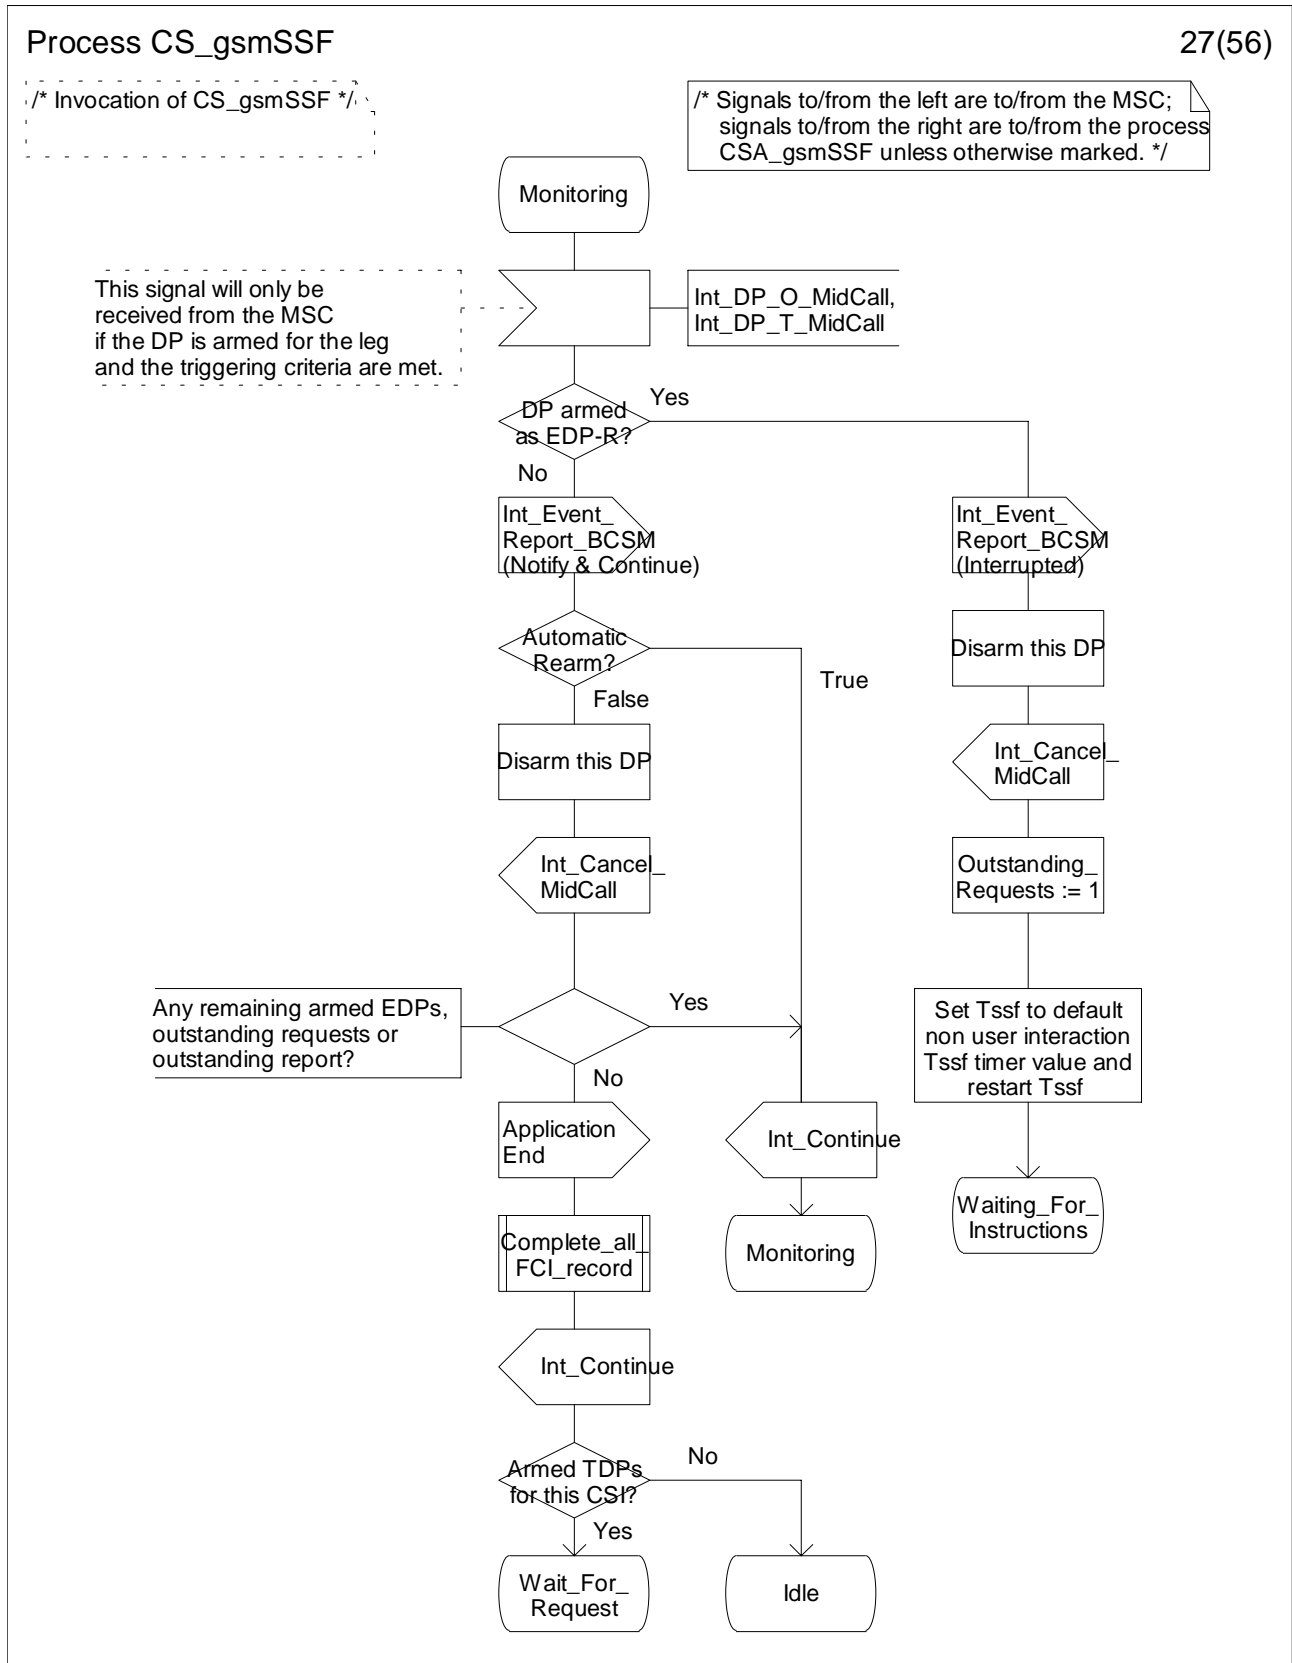 Process CS_gsmSSF
27(56)
/* Invocation of CS_gsmSSF */
/* Signals to/from the left are to/from the MSC;
signals to/from the right are to/from the process
CSA_gsmSSF unless otherwise marked. */
Monitoring
This signal will only be
received from the MSC
if the DP is armed for the leg
and the triggering criteria are met.
Int_DP_O_MidCall,
Int_DP_T_MidCall
DP armed
as EDP-R?
Yes
No
Int_Event_
Report_BCSM
(Notify & Continue)
Int_Event_
Report_BCSM
(Interrupted)
Automatic
Rearm?
True
False
Disarm this DP
Disarm this DP
Int_Cancel_
MidCall
Int_Cancel_
MidCall
Outstanding_
Requests := 1
Any remaining armed EDPs,
outstanding requests or
outstanding report?
Yes
No
Set Tssf to default
non user interaction
Tssf timer value and
restart Tssf
Application
End
Int_Continue
Waiting_For_
Instructions
Complete_all_
FCI_record
Monitoring
Int_Continue
Armed TDPs
for this CSI?
No
Yes
Wait_For_
Request
Idle